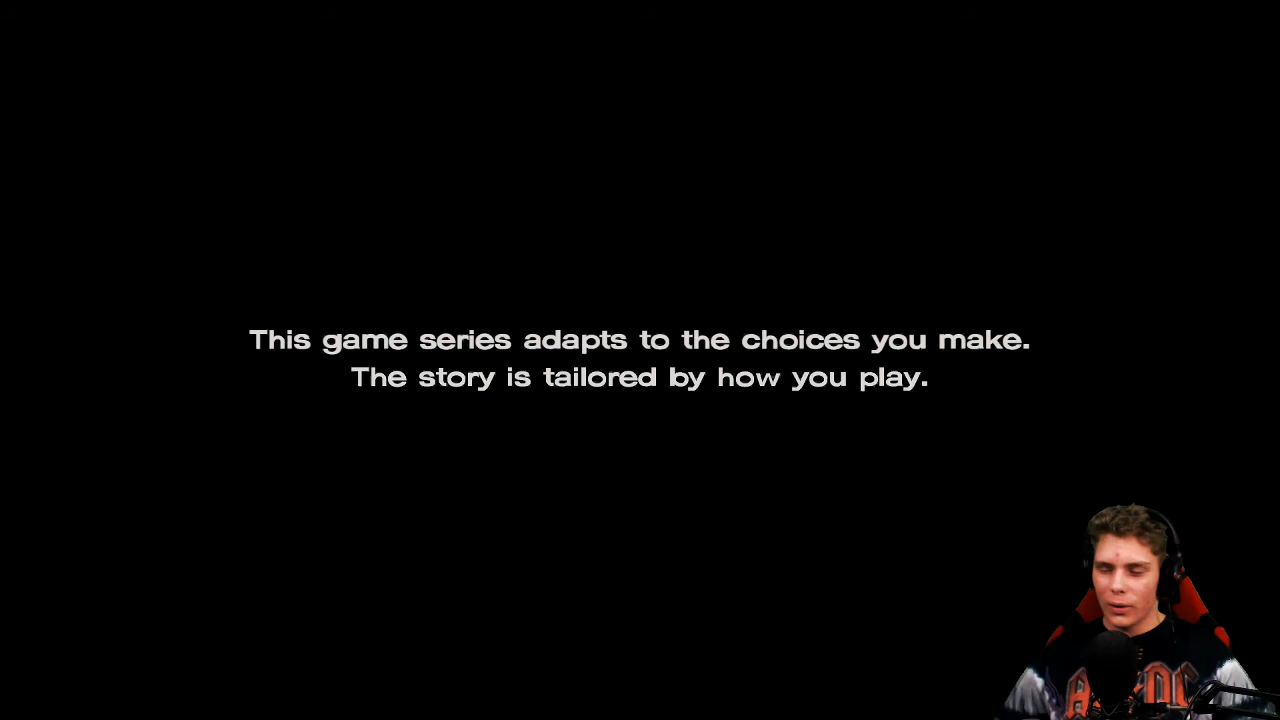 This game series adapts to the choices you make.
The story is tailored by how you play.